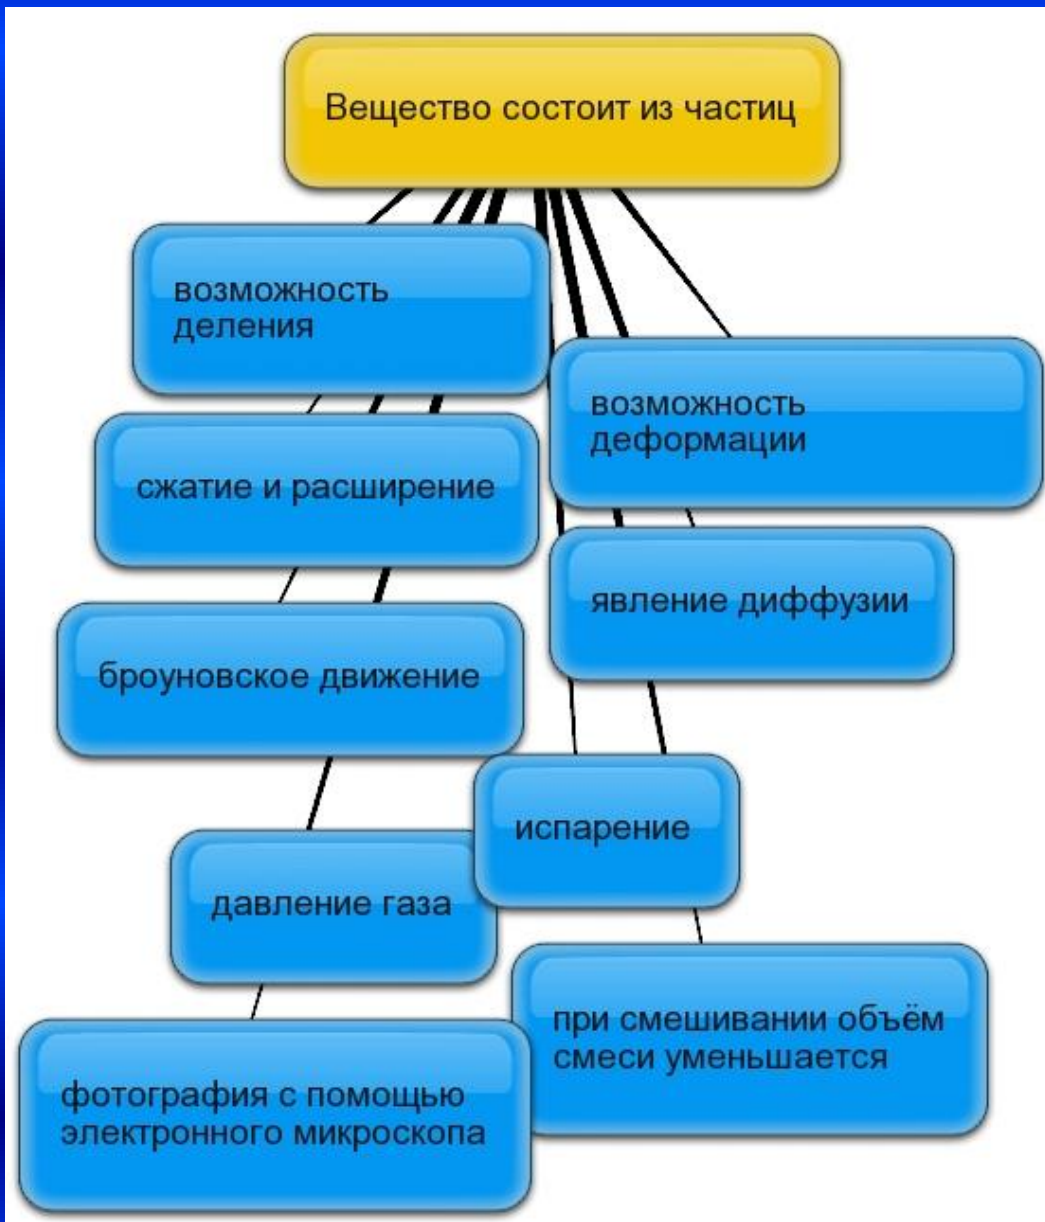 Вещество состоит из частиц
возможность
деления
возможность
деформации
сжатие и расширение
явление диффузии
броуновское движение
испарение
давление газа
при смешивании объём
смеси уменьшается
фотография с помощью
электронного микроскопа